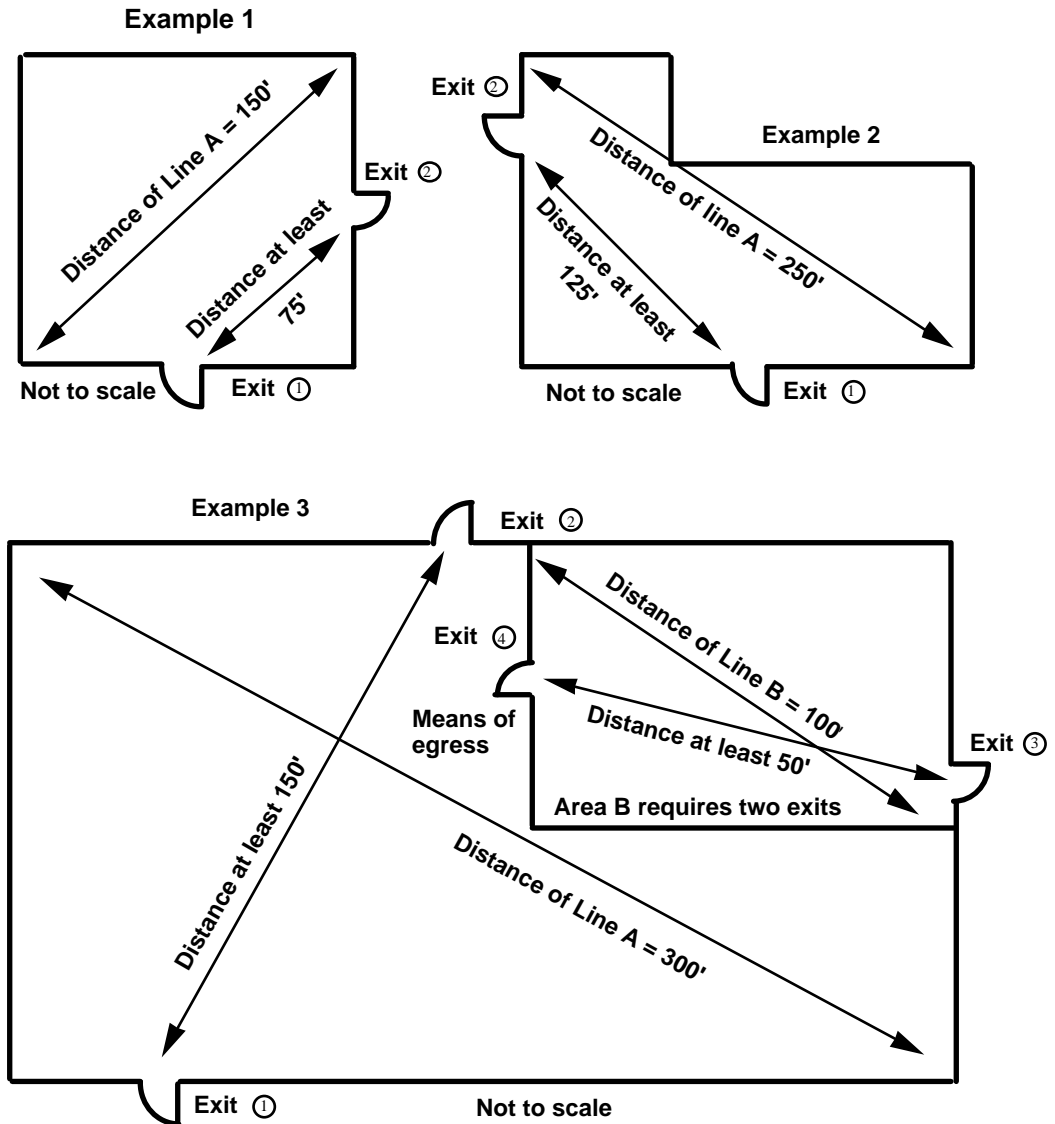 Example 1
Distance of Line A = 150'
Exit ②
Distance at least
75'
Not to scale
Exit ①
Exit ②
Example 2
Distance of line A = 250'
Distance at least
125'
Not to scale
Exit ①
Example 3
Exit ②
Exit ④
Means of
egress
Distance of Line B = 100'
Distance at least 50'
Exit ③
Area B requires two exits
Distance at least 150'
Distance of Line A = 300'
Exit ①
Not to scale